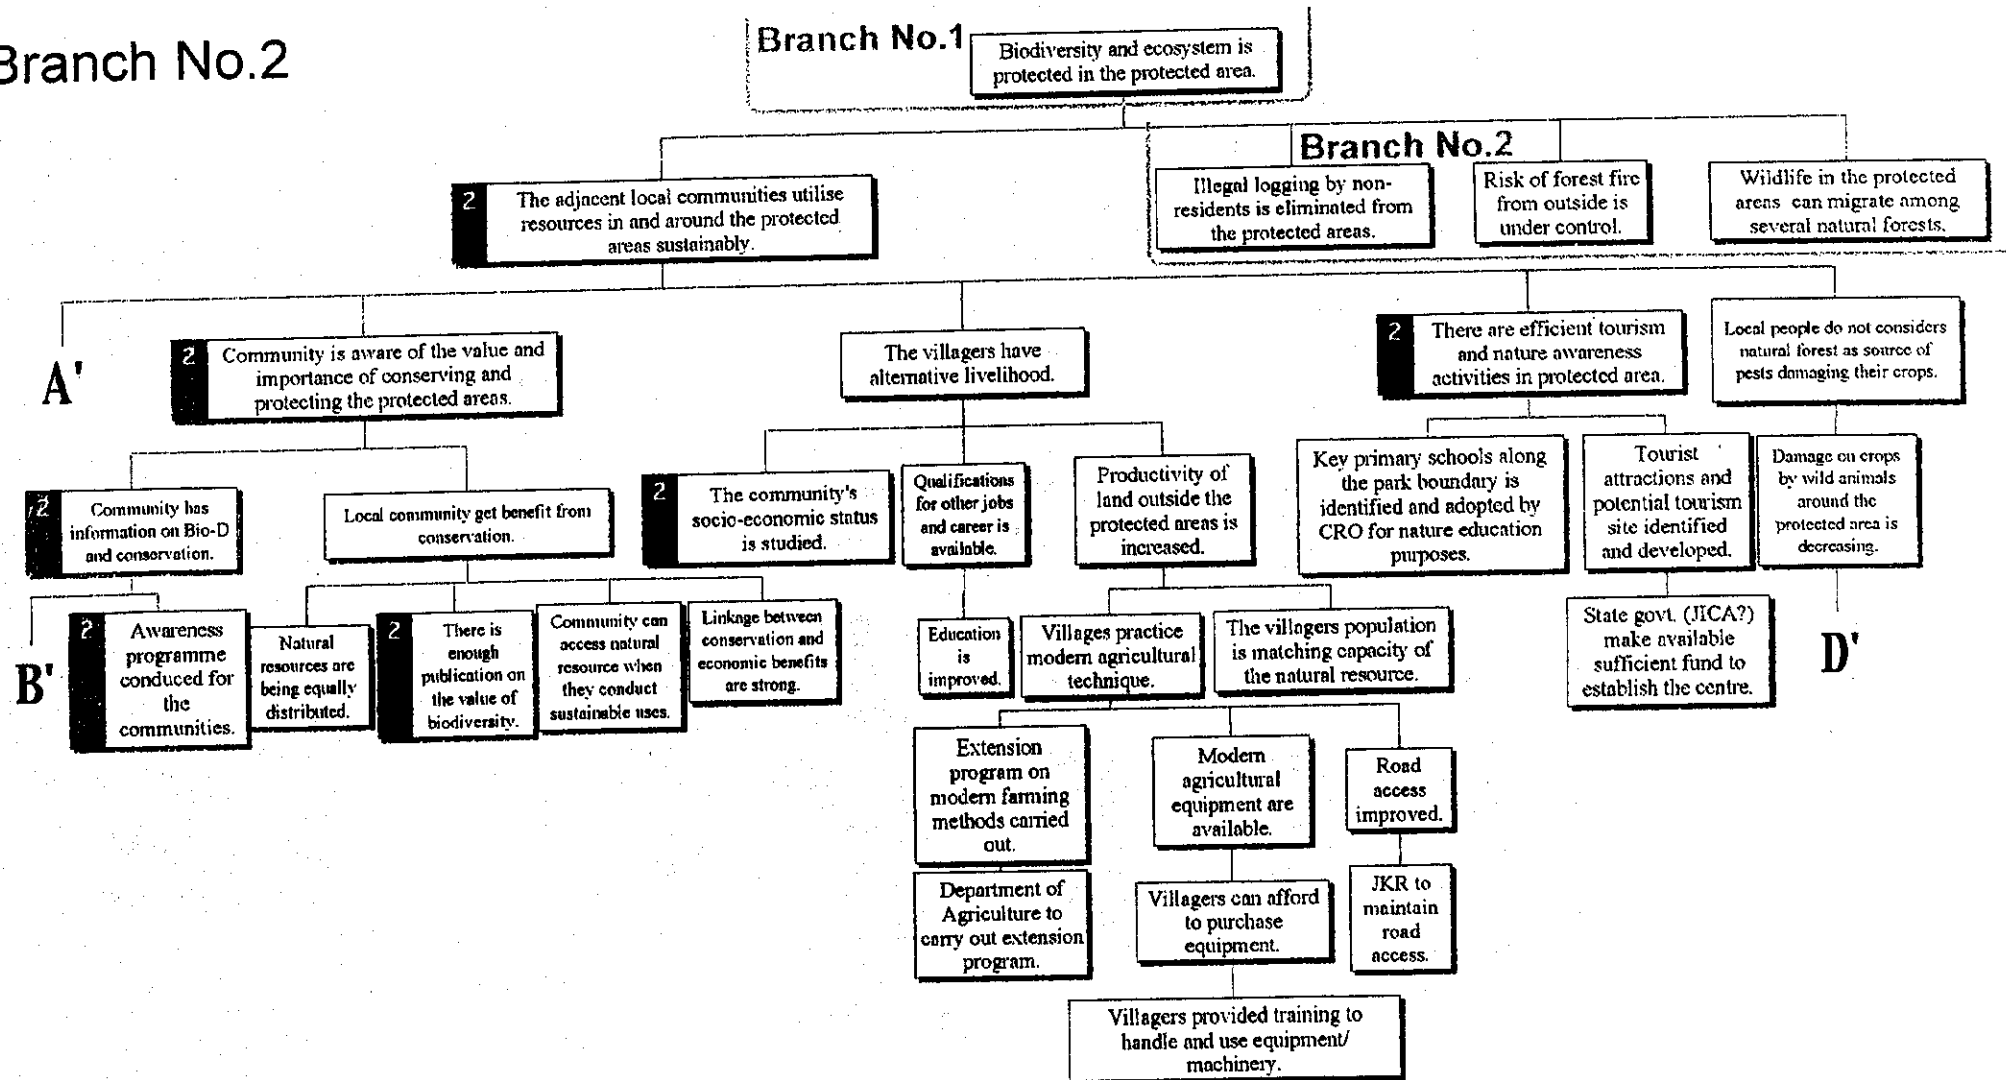 Branch No.2
Branch No.1
Biodiversity and ecosystem is
protected in the protected area.
Branch No.2
2
The adjacent local communities utilise
resources in and around the protected
areas sustainably.
Illegal logging by non-
residents is eliminated from
the protected areas.
Risk of forest fire
from outside is
under control.
Wildlife in the protected
areas can migrate among
several natural forests.
A'
2
Community is aware of the value and
importance of conserving and
protecting the protected areas.
The villagers have
alternative livelihood.
2
There are efficient tourism
and nature awareness
activities in protected area.
Local people do not considers
natural forest as source of
pests damaging their crops.
2
Community has
information on Bio-D
and conservation.
Local community get benefit from
conservation.
2
The community's
socio-economic status
is studied.
Qualifications
for other jobs
and career is
available.
Productivity of
land outside the
protected areas is
increased.
Key primary schools along
the park boundary is
identified and adopted by
CRO for nature education
purposes.
Tourist
attractions and
potential tourism
site identified
and developed.
Damage on crops
by wild animals
around the
protected area is
decreasing.
B'
2
Awareness
programme
conduced for
the
communities.
Natural
resources are
being equally
distributed.
2
There is
enough
publication on
the value of
biodiversity.
Community can
access natural
resource when
they conduct
sustainable uses.
Linkage between
conservation and
economic benefits
are strong.
Education
is
improved.
Villages practice
modern agricultural
technique.
The villagers population
is matching capacity of
the natural resource.
State govt. (JICA?)
make available
sufficient fund to
establish the centre.
D'
Extension
program on
modern farming
methods carried
out.
Modern
agricultural
equipment are
available.
Road
access
improved.
Department of
Agriculture to
carry out extension
program.
Villagers can afford
to purchase
equipment.
JKR to
maintain
road
access.
Villagers provided training to
handle and use equipment/
machinery.